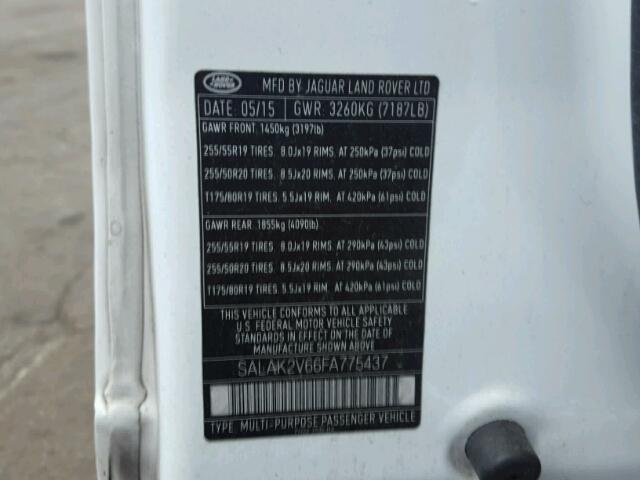 LAND ROVER
MFD BY JAGUAR LAND ROVER LTD
DATE: 05/15 GWR: 3260KG (7187LB)
GAWR FRONT: 1450kg (3197lb)
255/55R19 TIRES. 8.0Jx19 RIMS. AT 250kPa (37psi) COLD
255/50R20 TIRES. 8.5Jx20 RIMS. AT 250kPa (37psi) COLD
T175/80R19 TIRES. 5.5Jx19 RIM. AT 420kPa (61psi) COLD
GAWR REAR: 1855kg (4090lb)
255/55R19 TIRES. 8.0Jx19 RIMS. AT 290kPa (43psi) COLD
255/50R20 TIRES. 8.5Jx20 RIMS. AT 290kPa (43psi) COLD
T175/80R19 TIRES. 5.5Jx19 RIM. AT 420kPa (61psi) COLD
THIS VEHICLE CONFORMS TO ALL APPLICABLE
U.S. FEDERAL MOTOR VEHICLE SAFETY
STANDARDS IN EFFECT ON THE DATE OF
MANUFACTURE SHOWN ABOVE.
SALAK2V66FA775437
TYPE: MULTI-PURPOSE PASSENGER VEHICLE